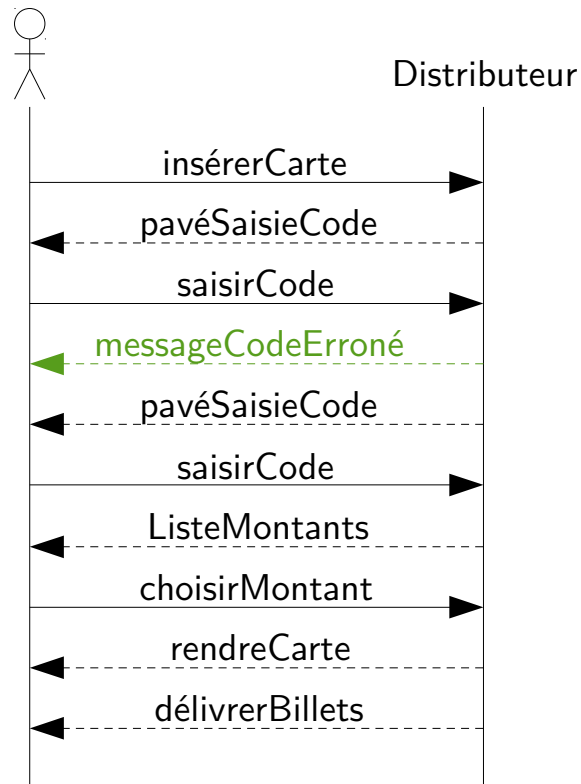 Distributeur
insérerCarte
pavéSaisieCode
saisirCode
messageCodeErroné
pavéSaisieCode
saisirCode
ListeMontants
choisirMontant
rendreCarte
délivrerBillets